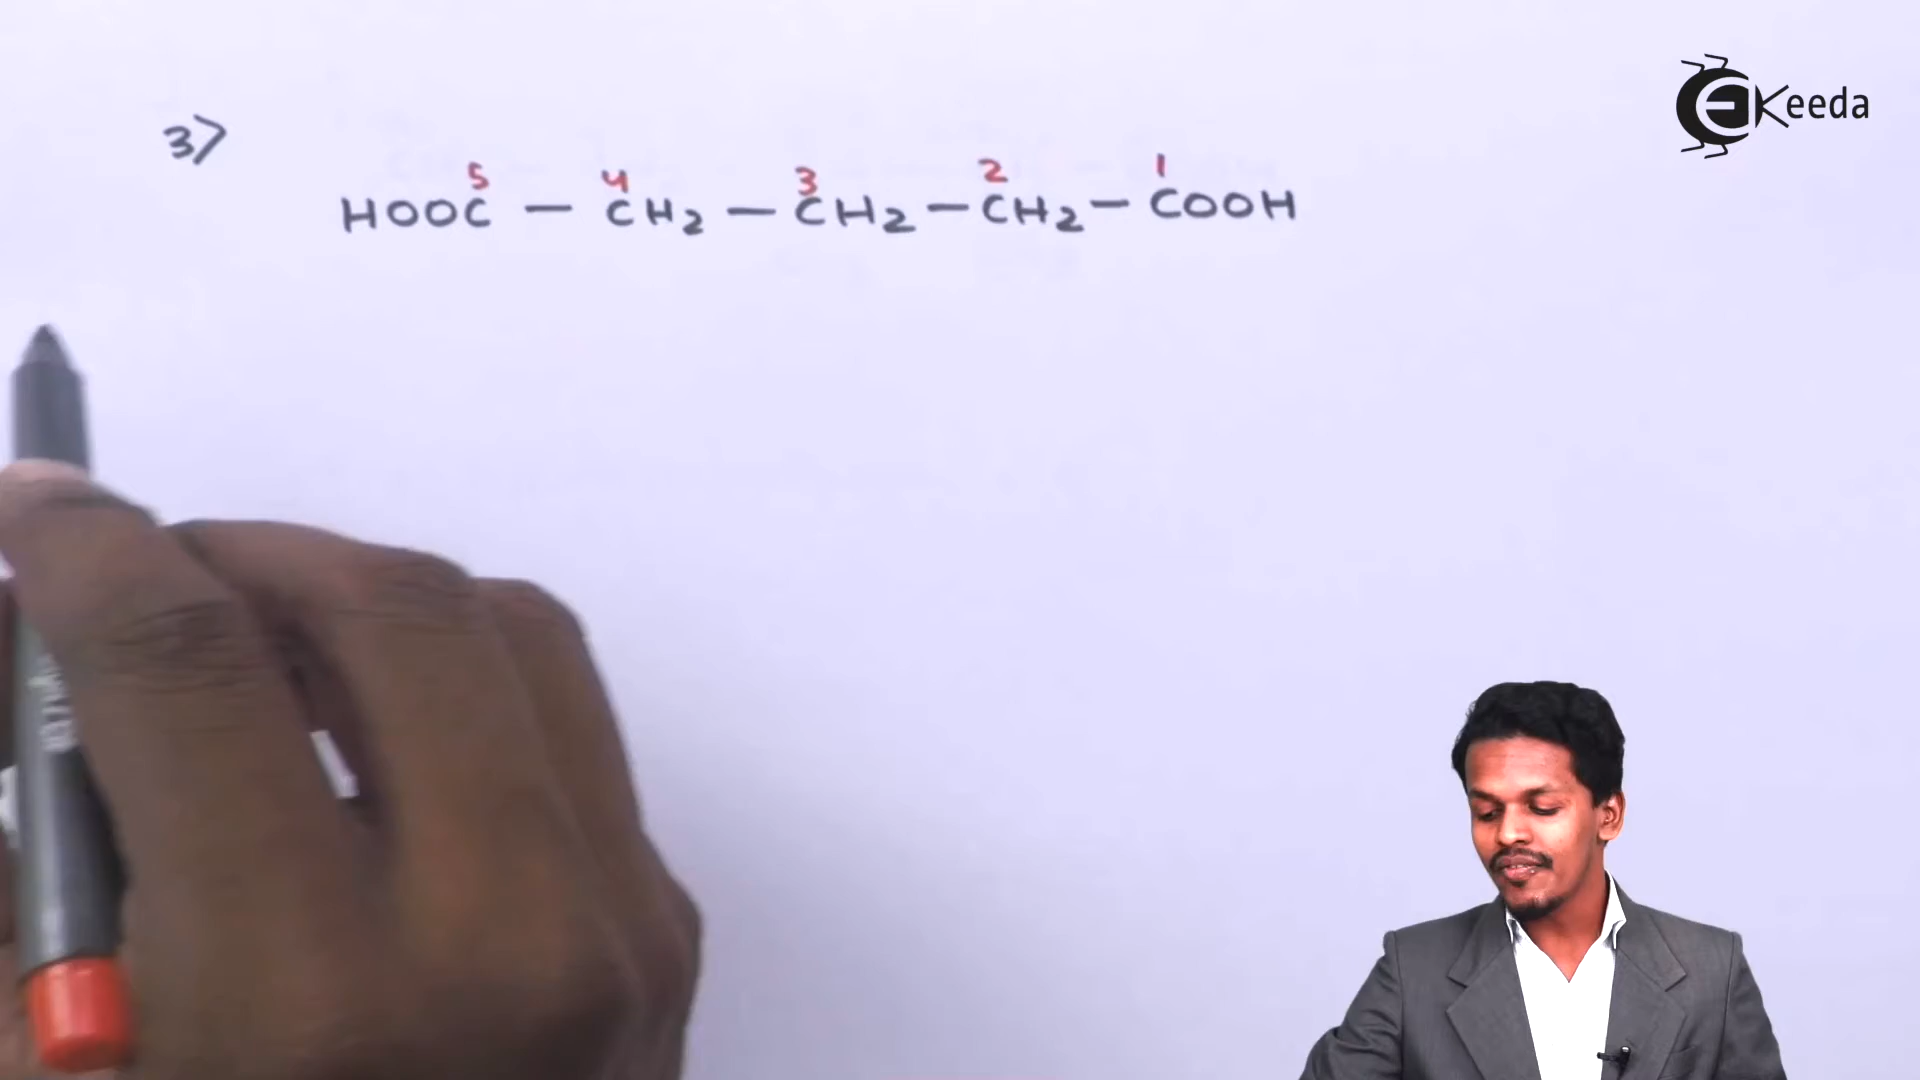 Keeda
3>
5 4 3 2 1
HOOC — CH2 — CH2 — CH2 — COOH